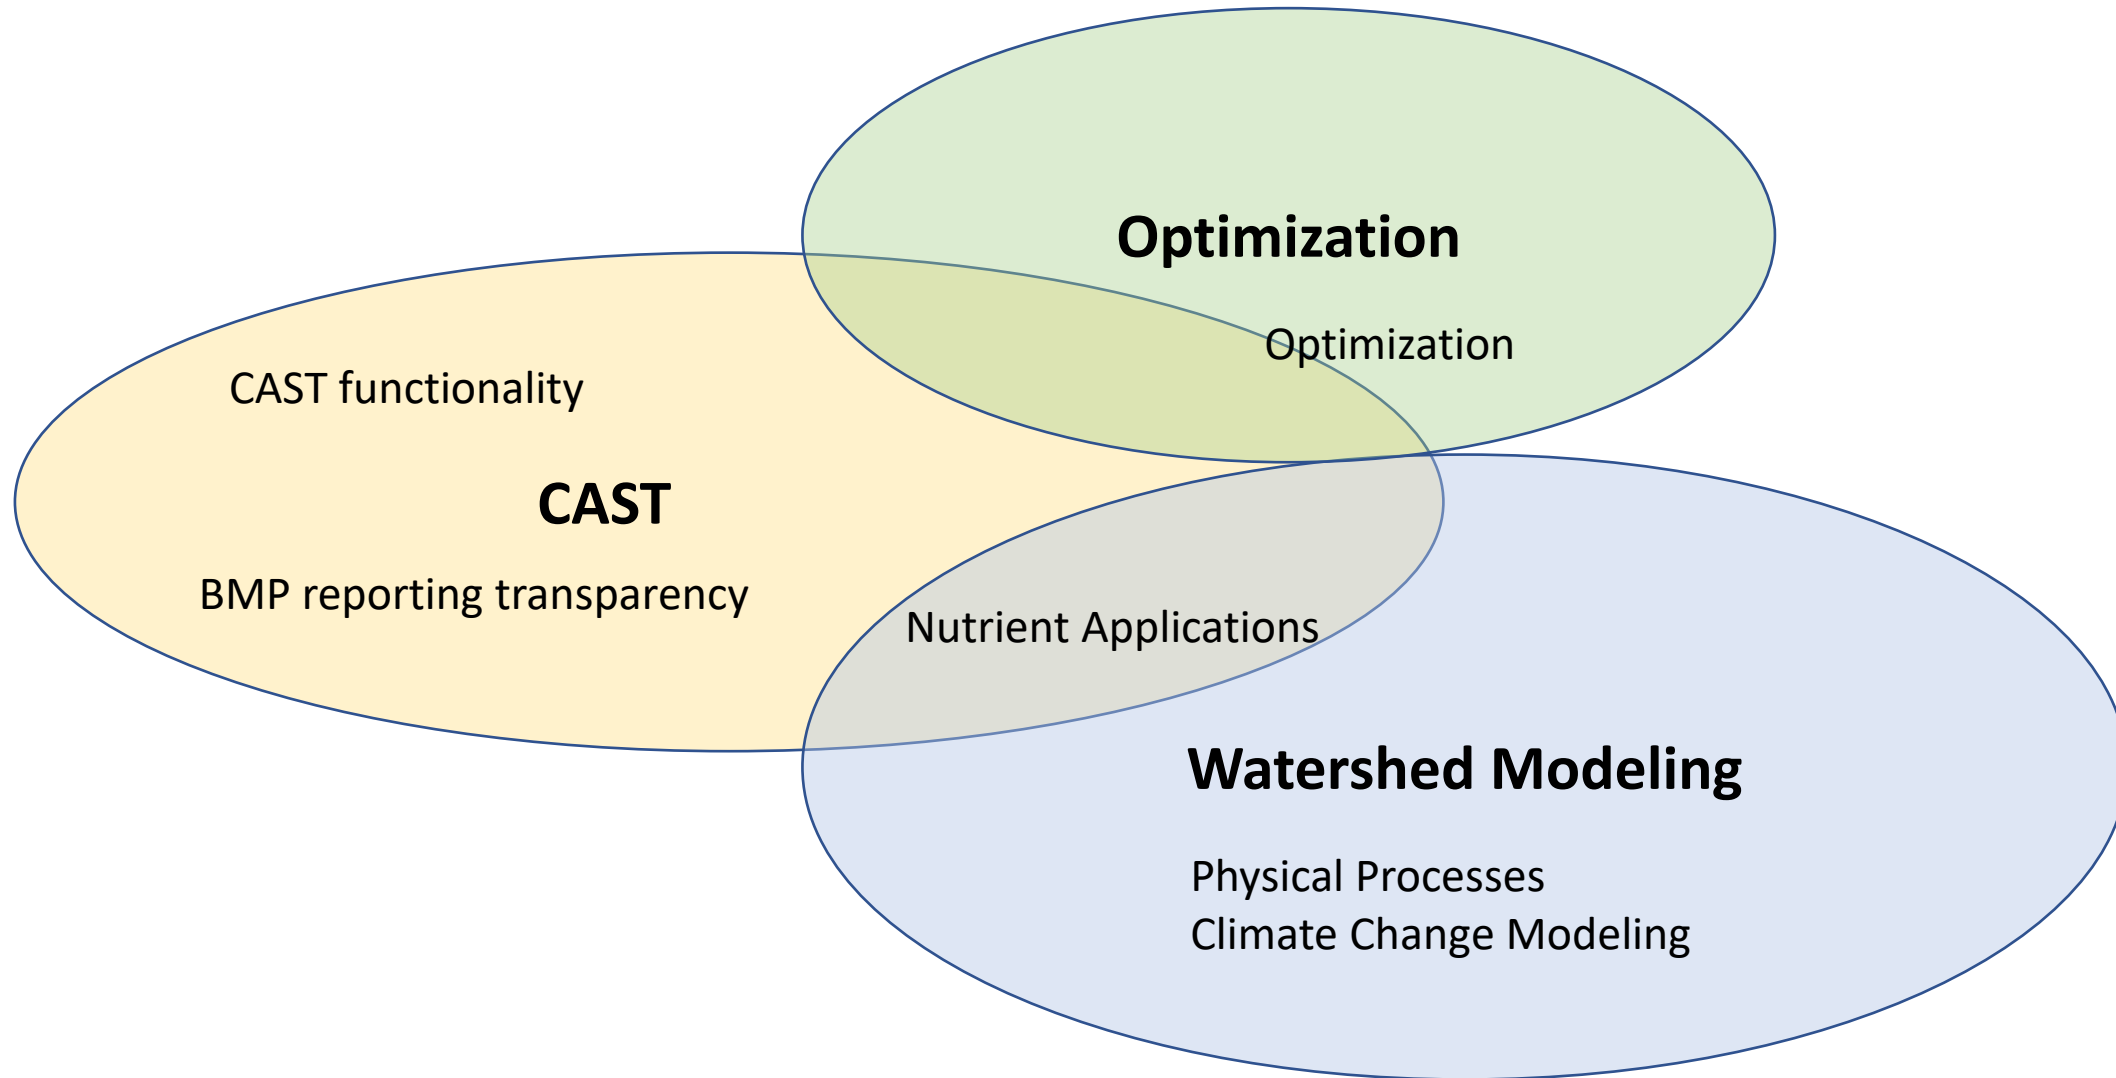 Optimization
Optimization
CAST functionality
CAST
BMP reporting transparency
Nutrient Applications
Watershed Modeling
Physical Processes
Climate Change Modeling